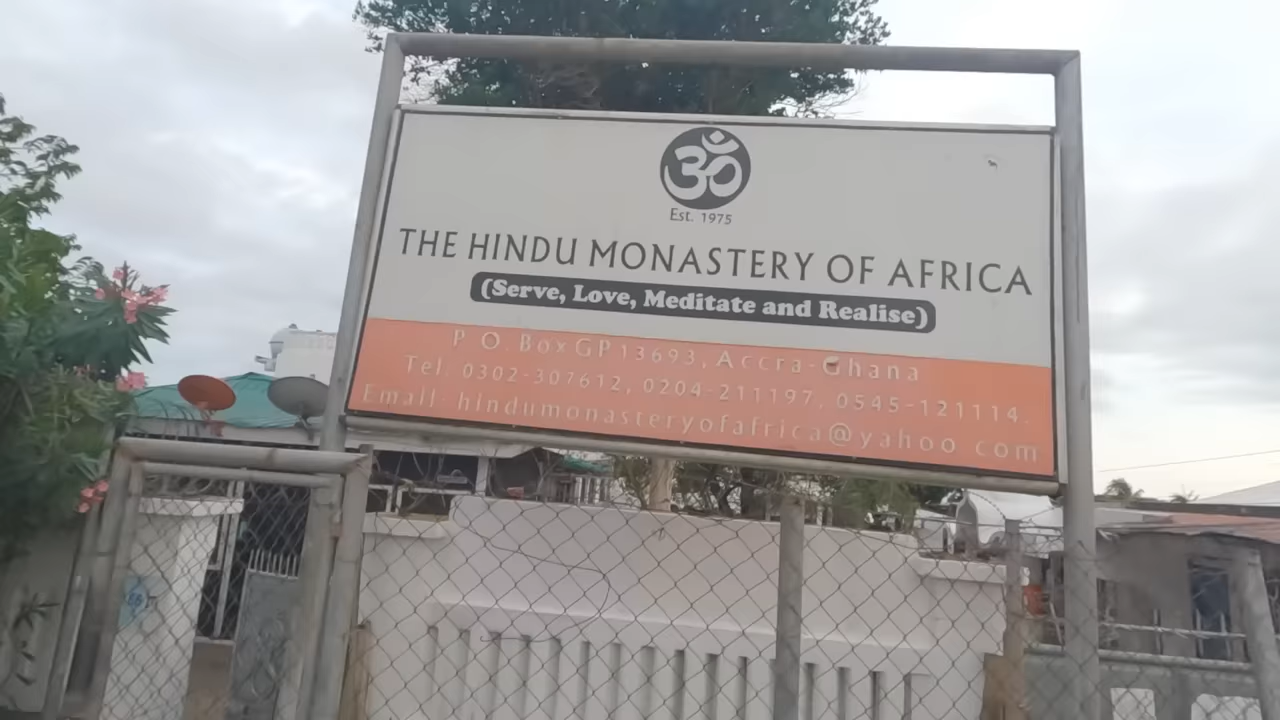 ॐ
Est. 1975
THE HINDU MONASTERY OF AFRICA
(Serve, Love, Meditate and Realise)
P O. Box GP 13693, Accra-Ghana
Tel: 0302-307612, 0204-211197, 0545-121114.
Email: hindumonasteryofafrica@yahoo com